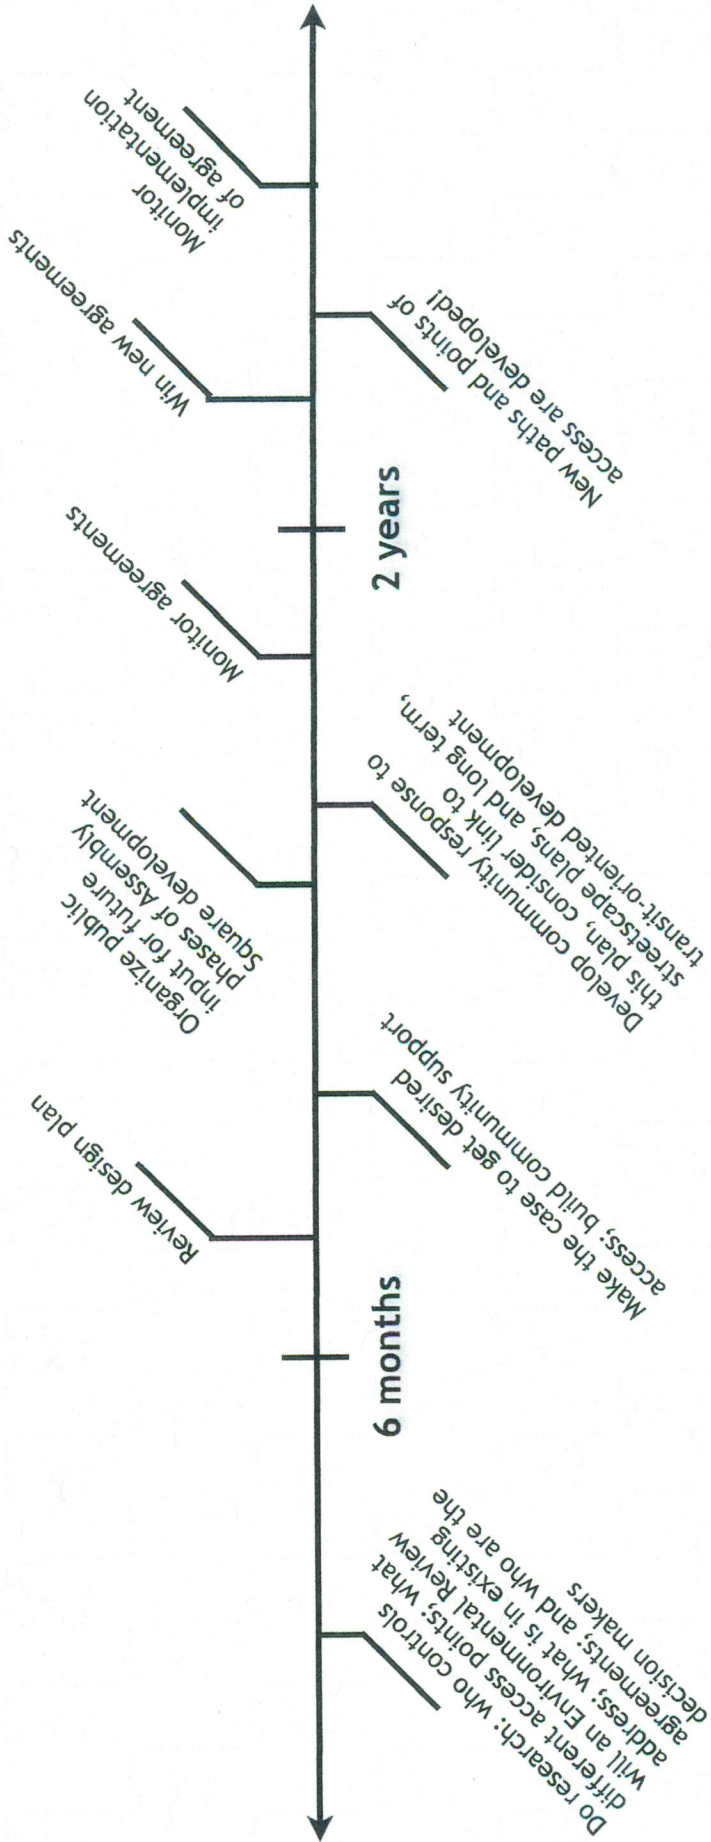 Do research: who controls
different access points; what
will an Environmental Review
address; what is in existing
agreements; and who are the
decision makers
6 months
Review design plan
Make the case to get desired
access; build community support
Organize public
input for future
phases of Assembly
Square development
Develop community response to
this plan, consider link to
streetscape plans, and long term,
transit-oriented development
Monitor agreements
2 years
Win new agreements
New paths and points of
access are developed!
Monitor
implementation
of agreement